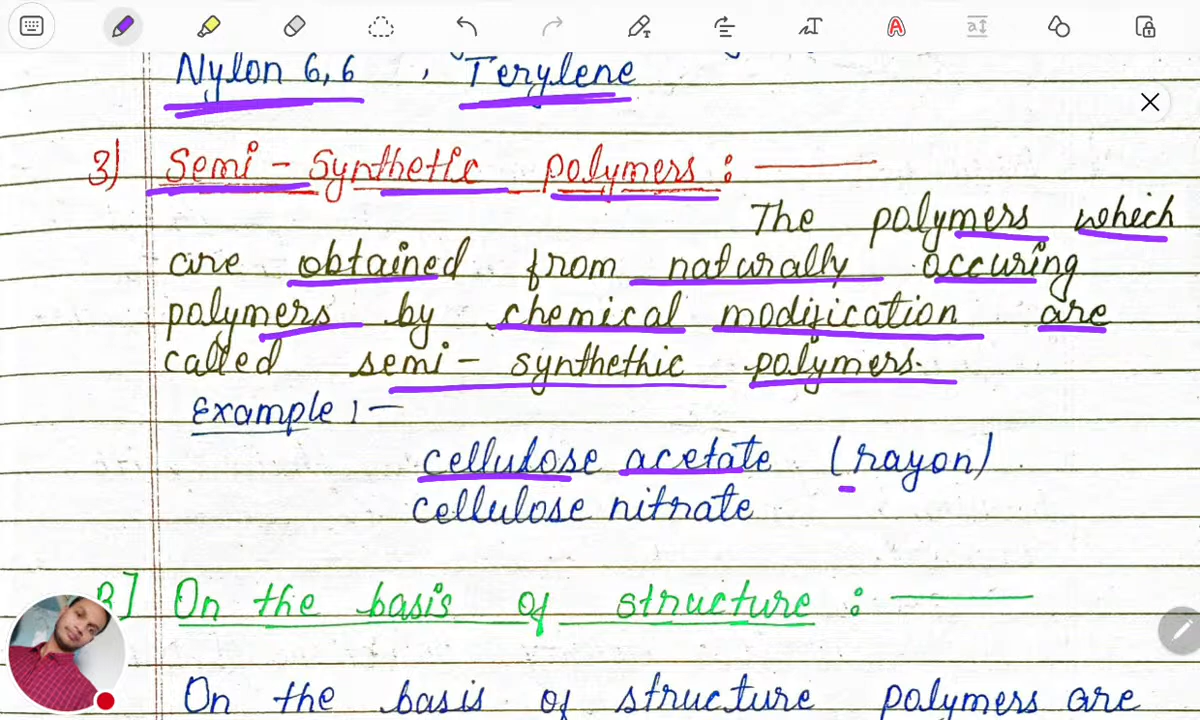 Nylon 6,6 , Terylene
3) Semi - Synthetic polymers : —
The polymers which
are obtained from naturally accuring
polymers by chemical modification are
called semi - synthethic polymers.
Example :-
cellulose acetate (rayon)
cellulose nitrate
B] On the basis of structure : —
On the basis of structure polymers are